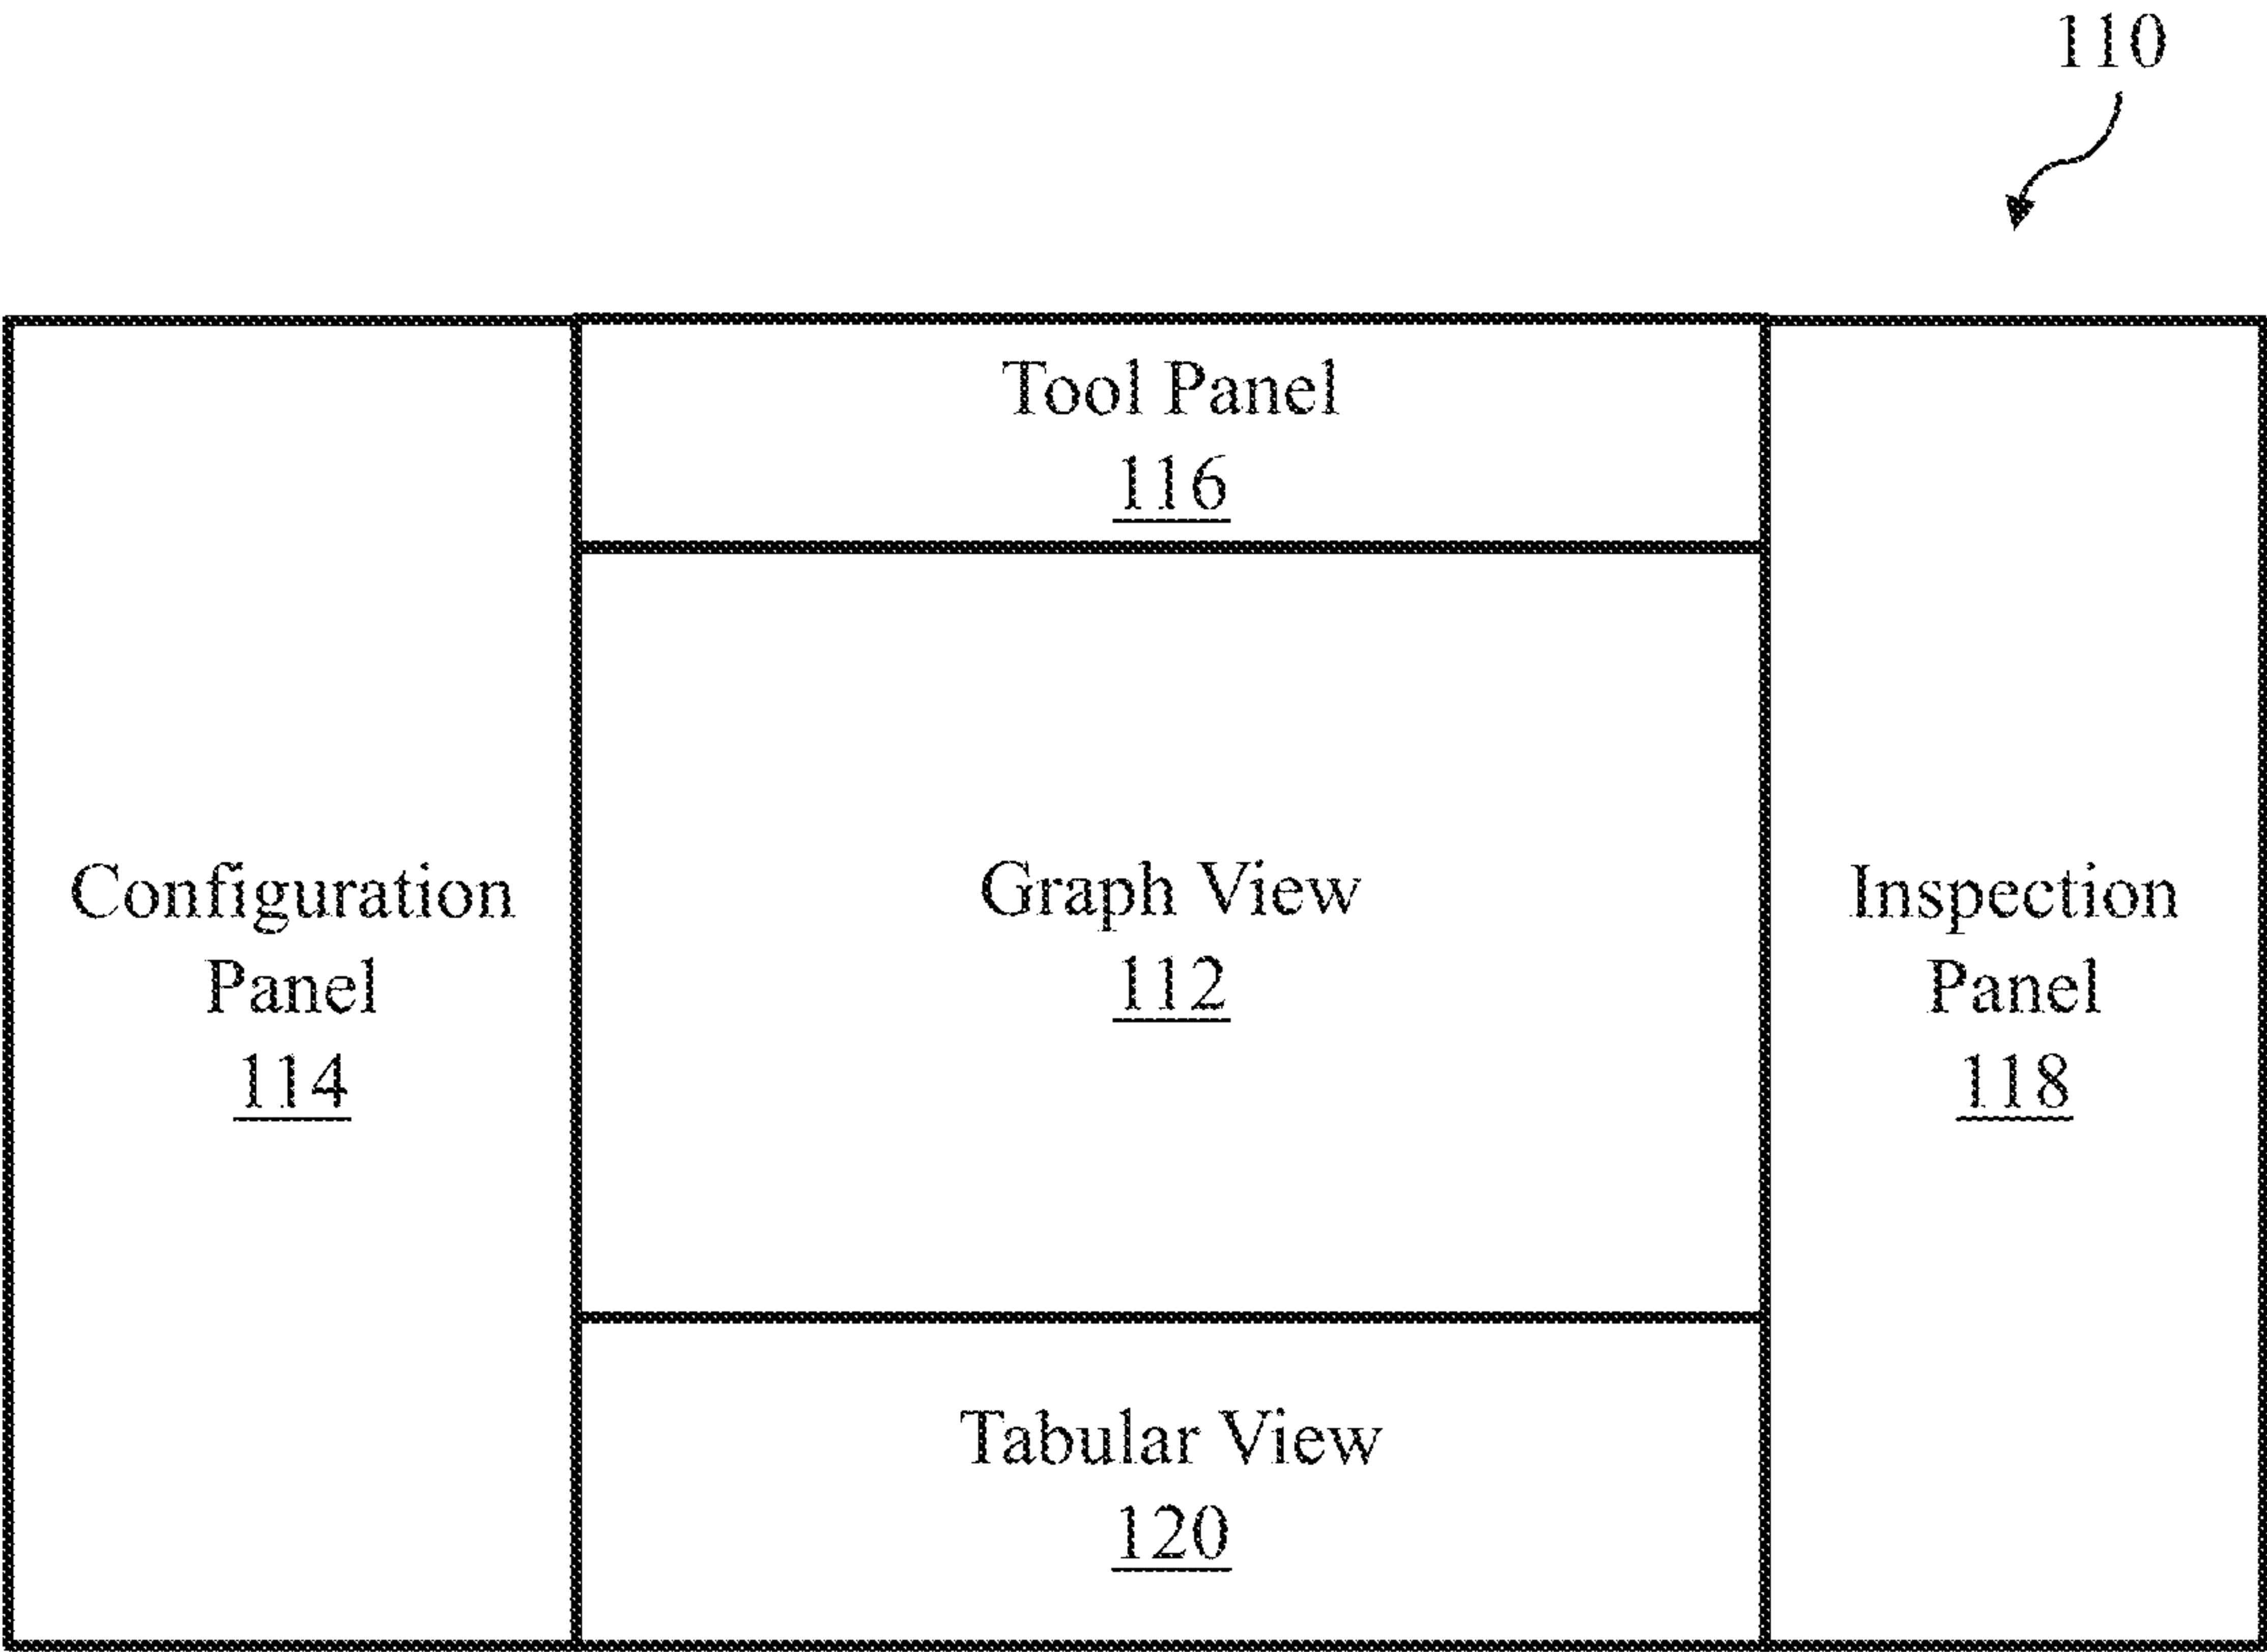 110
Tool Panel
116
Configuration
Panel
114
Graph View
112
Inspection
Panel
118
Tabular View
120